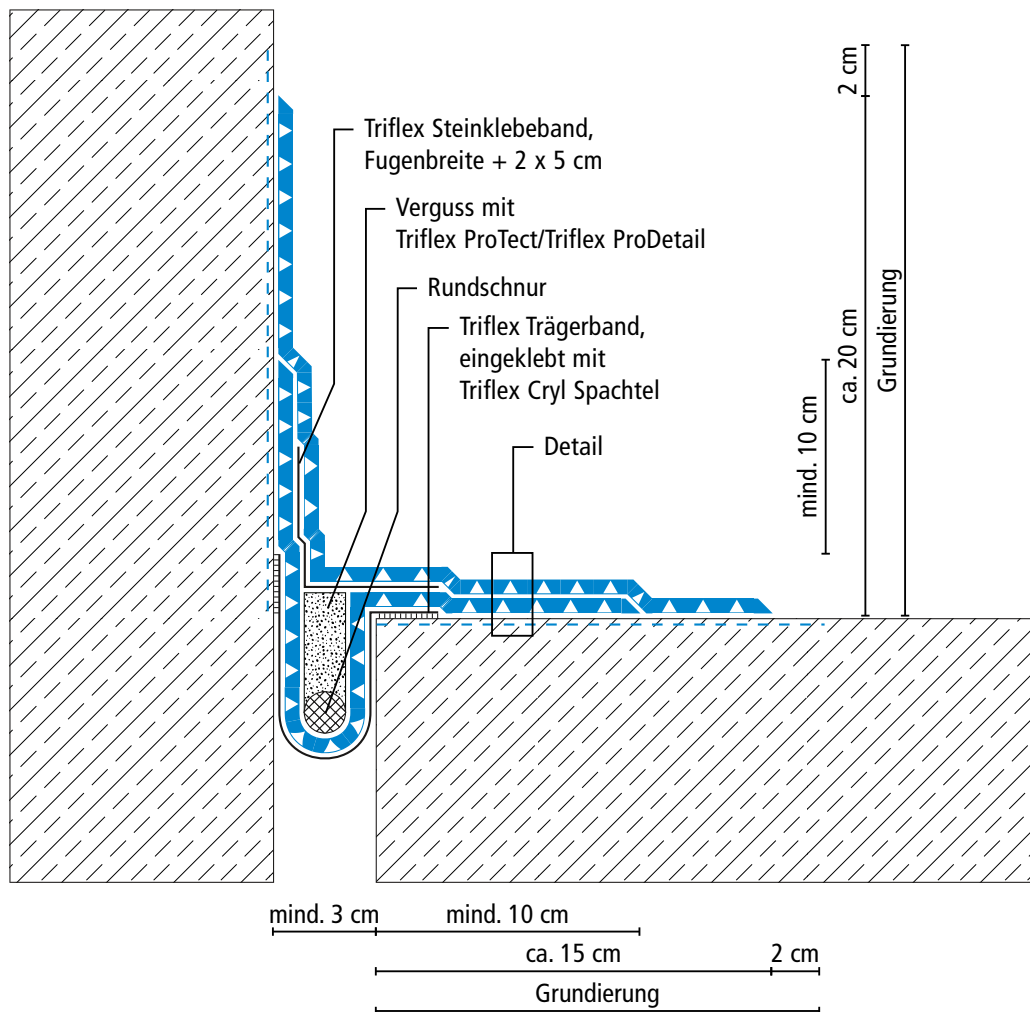 Triflex Steinklebeband,
Fugenbreite + 2 x 5 cm
Verguss mit
Triflex ProTect/Triflex ProDetail
Rundschnur
Triflex Trägerband,
eingeklebt mit
Triflex Cryl Spachtel
Detail
2 cm
ca. 20 cm
Grundierung
mind. 10 cm
mind. 3 cm
mind. 10 cm
ca. 15 cm
2 cm
Grundierung